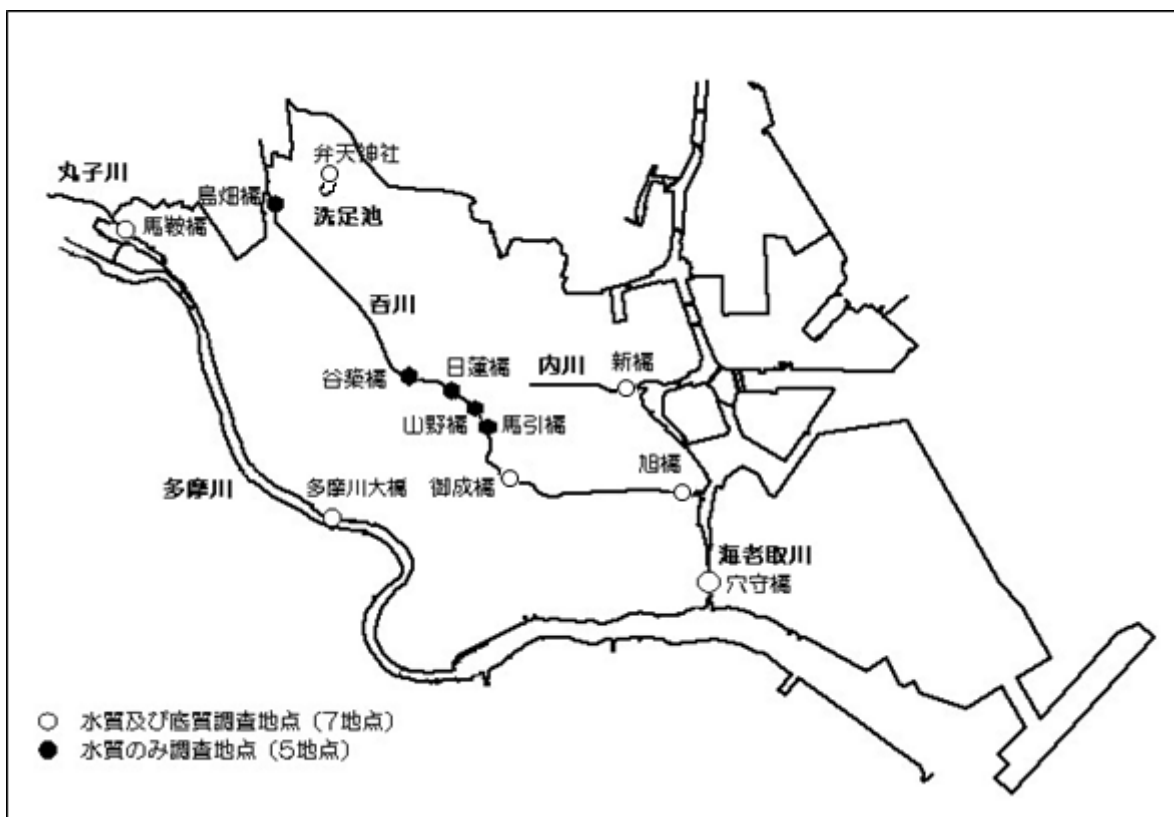 弁天神社
丸子川
島畑橋
洗足池
馬鞍橋
呑川
日蓮橋
内川
新橋
谷築橋
山野橋
馬引橋
旭橋
多摩川
多摩川大橋
御成橋
海老取川
穴守橋
○ 水質及び底質調査地点(7地点)
● 水質のみ調査地点(5地点)